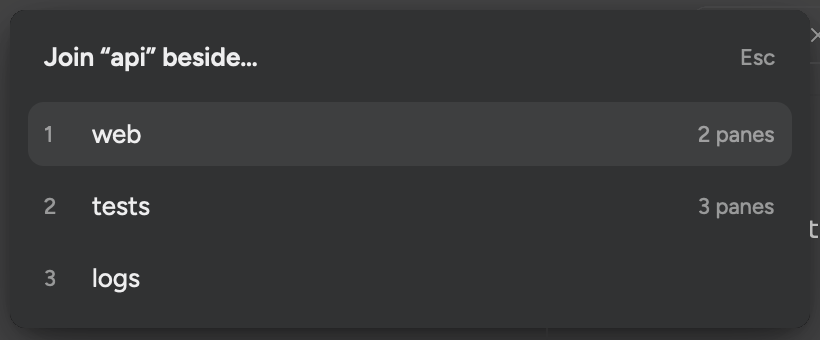 Join “api” beside... Esc
1 web 2 panes
2 tests 3 panes
3 logs